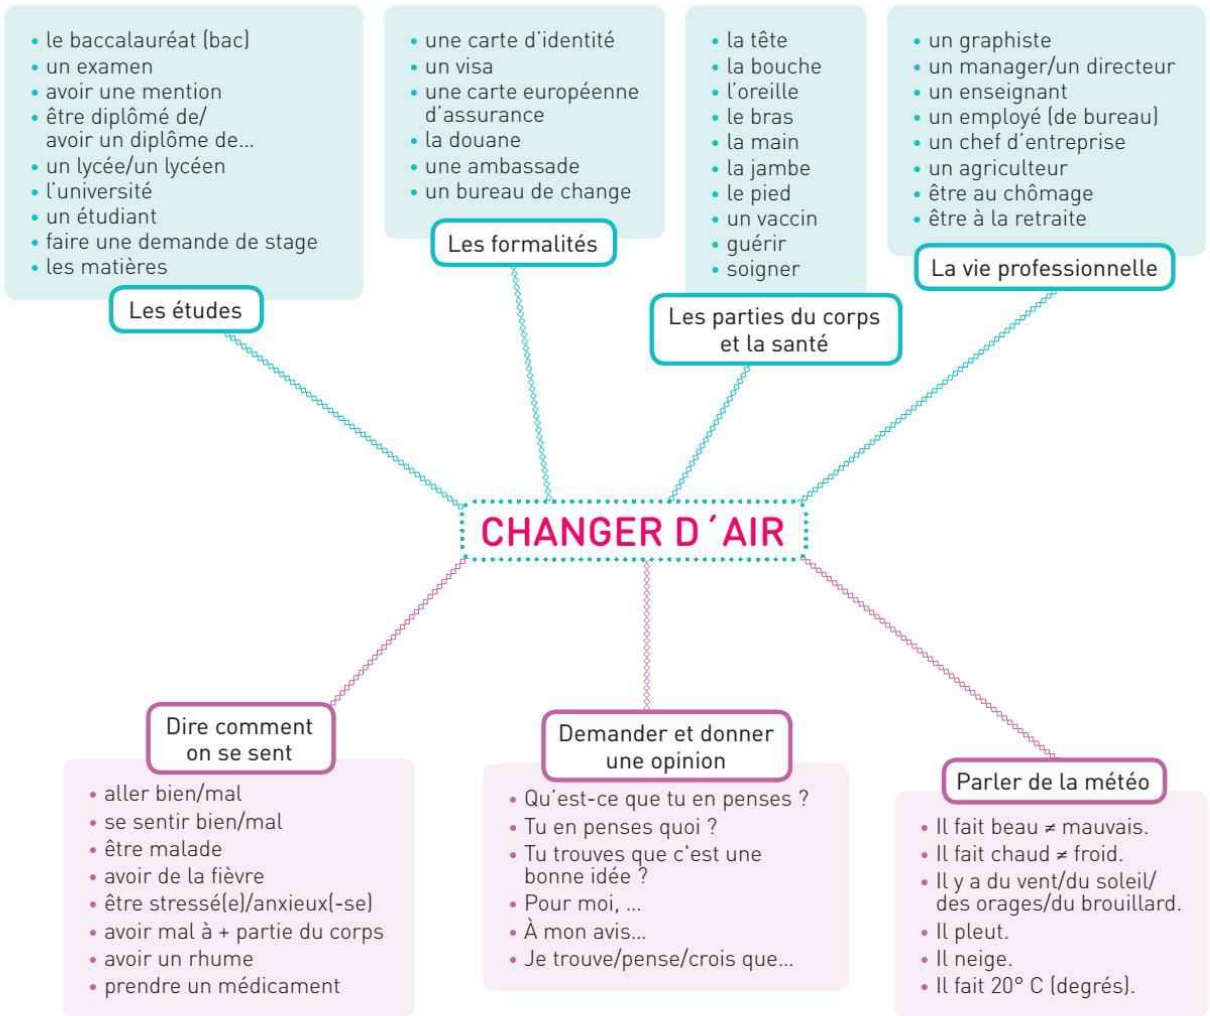 • le baccalauréat (bac)
• un examen
• avoir une mention
• être diplômé de/
avoir un diplôme de...
• un lycée/un lycéen
• l'université
• un étudiant
• faire une demande de stage
• les matières
Les études
• une carte d'identité
• un visa
• une carte européenne
d'assurance
• la douane
• une ambassade
• un bureau de change
Les formalités
• la tête
• la bouche
• l'oreille
• le bras
• la main
• la jambe
• le pied
• un vaccin
• guérir
• soigner
Les parties du corps
et la santé
• un graphiste
• un manager/un directeur
• un enseignant
• un employé (de bureau)
• un chef d'entreprise
• un agriculteur
• être au chômage
• être à la retraite
La vie professionnelle
CHANGER D´AIR
Dire comment
on se sent
• aller bien/mal
• se sentir bien/mal
• être malade
• avoir de la fièvre
• être stressé(e)/anxieux(-se)
• avoir mal à + partie du corps
• avoir un rhume
• prendre un médicament
Demander et donner
une opinion
• Qu'est-ce que tu en penses ?
• Tu en penses quoi ?
• Tu trouves que c'est une
bonne idée ?
• Pour moi, ...
• À mon avis...
• Je trouve/pense/crois que...
Parler de la météo
• Il fait beau ≠ mauvais.
• Il fait chaud ≠ froid.
• Il y a du vent/du soleil/
des orages/du brouillard.
• Il pleut.
• Il neige.
• Il fait 20° C (degrés).